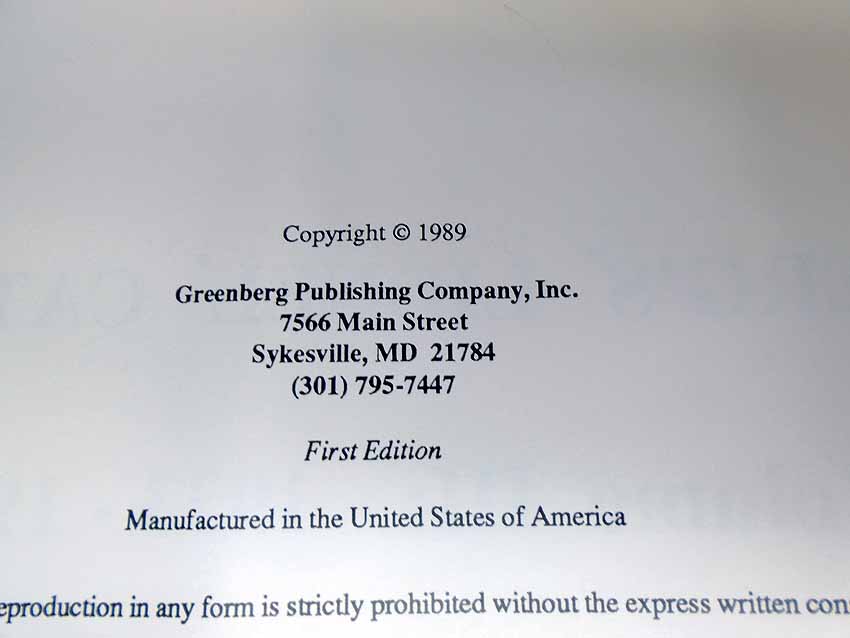 Copyright © 1989
Greenberg Publishing Company, Inc.
7566 Main Street
Sykesville, MD 21784
(301) 795-7447
First Edition
Manufactured in the United States of America
eproduction in any form is strictly prohibited without the express written con